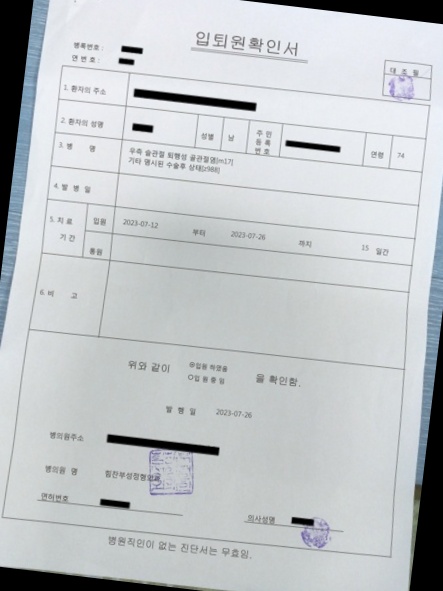 입퇴원확인서
병록번호 :
연 번 호 :
대 조 필
1. 환자의 주소
2. 환자의 성명
성별
남
주 민
등 록
번 호
연령
74
3. 병 명
우측 슬관절 퇴행성 골관절염[m17]
기타 명시된 수술후 상태[z988]
4. 발 병 일
5. 치 료
기 간
입원
2023-07-12 부터 2023-07-26 까지 15 일간
통원
6. 비 고
위와 같이
◎입원 하였음
○입 원 중 임
을 확인함.
발 행 일 2023-07-26
병의원주소
병의원 명 힘찬부성정형외과
면허번호
의사성명
병원직인이 없는 진단서는 무효임.